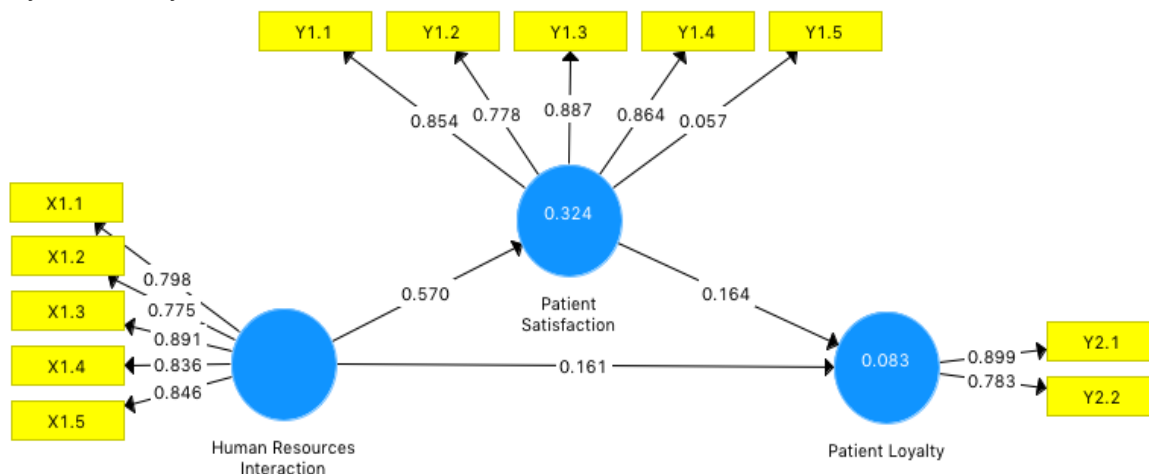 Y1.1
Y1.2
Y1.3
Y1.4
Y1.5
0.854
0.778
0.887
0.864
0.057
0.324
Patient
Satisfaction
X1.1
X1.2
X1.3
X1.4
X1.5
0.798
0.775
0.891
0.836
0.846
0.570
0.164
0.161
Human Resources
Interaction
0.083
Patient Loyalty
0.899
0.783
Y2.1
Y2.2